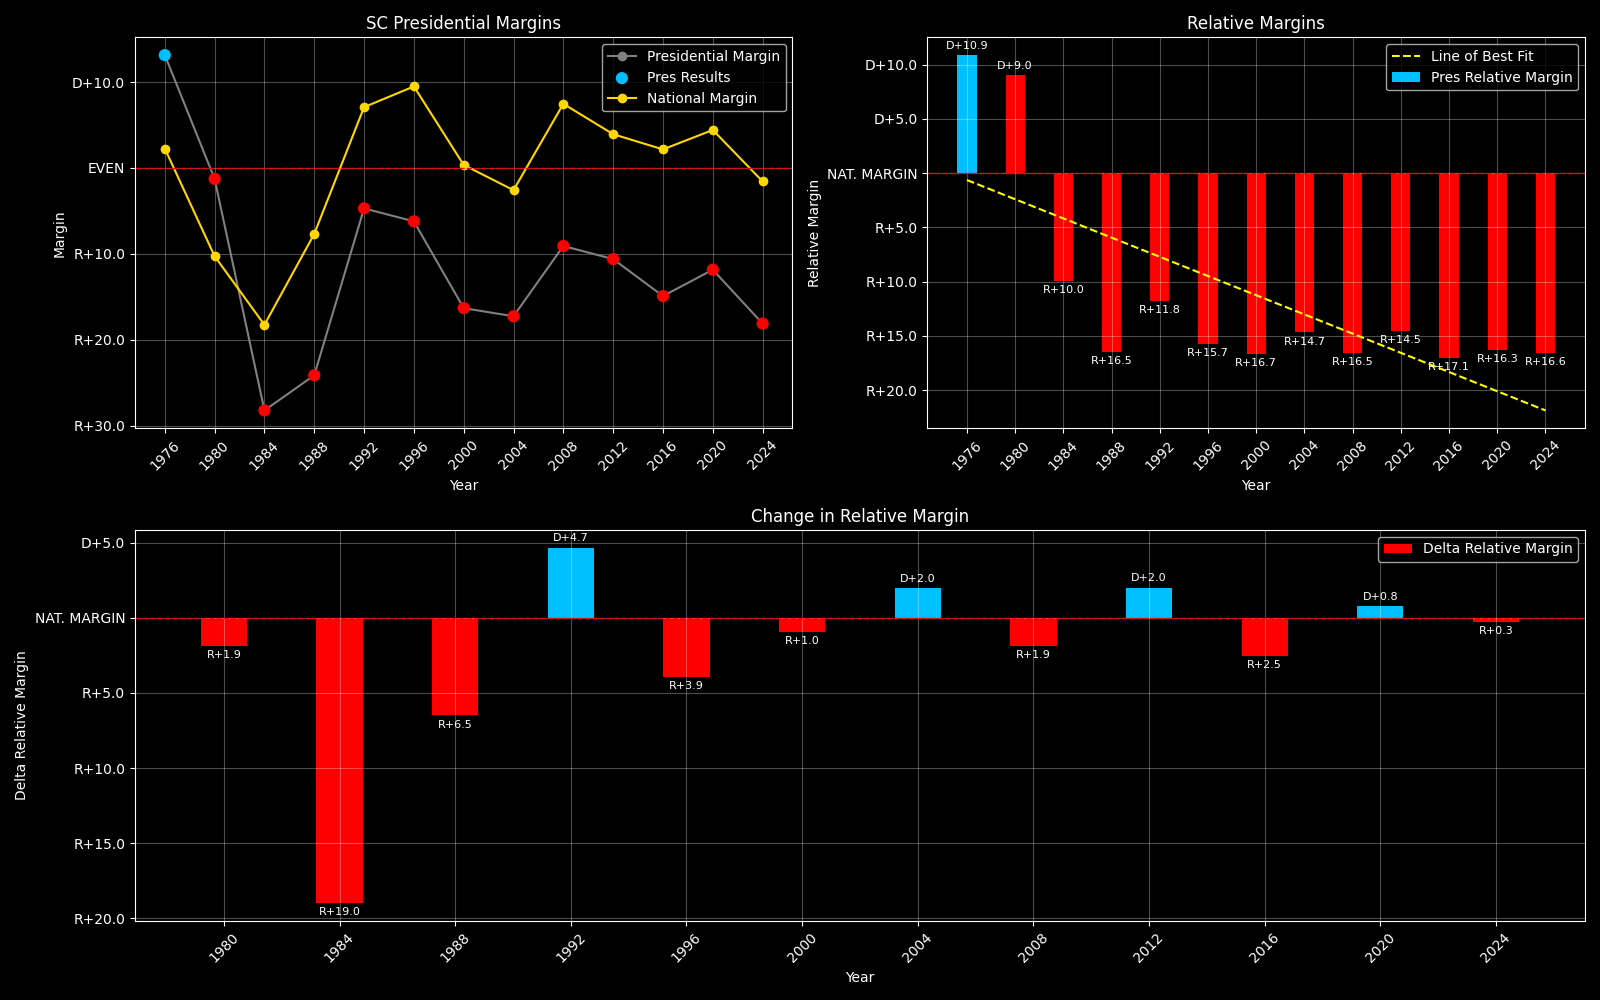 SC Presidential Margins
Presidential Margin
Pres Results
National Margin
D+10.0
EVEN
R+10.0
R+20.0
R+30.0
Margin
1976
1980
1984
1988
1992
1996
2000
2004
2008
2012
2016
2020
2024
Year
Relative Margins
Line of Best Fit
Pres Relative Margin
D+10.0
D+5.0
NAT. MARGIN
R+5.0
R+10.0
R+15.0
R+20.0
Relative Margin
D+10.9
D+9.0
R+10.0
R+16.5
R+11.8
R+15.7
R+16.7
R+14.7
R+16.5
R+14.5
R+17.1
R+16.3
R+16.6
1976
1980
1984
1988
1992
1996
2000
2004
2008
2012
2016
2020
2024
Year
Change in Relative Margin
Delta Relative Margin
D+5.0
NAT. MARGIN
R+5.0
R+10.0
R+15.0
R+20.0
Delta Relative Margin
R+1.9
R+19.0
R+6.5
D+4.7
R+3.9
R+1.0
D+2.0
R+1.9
D+2.0
R+2.5
D+0.8
R+0.3
1980
1984
1988
1992
1996
2000
2004
2008
2012
2016
2020
2024
Year